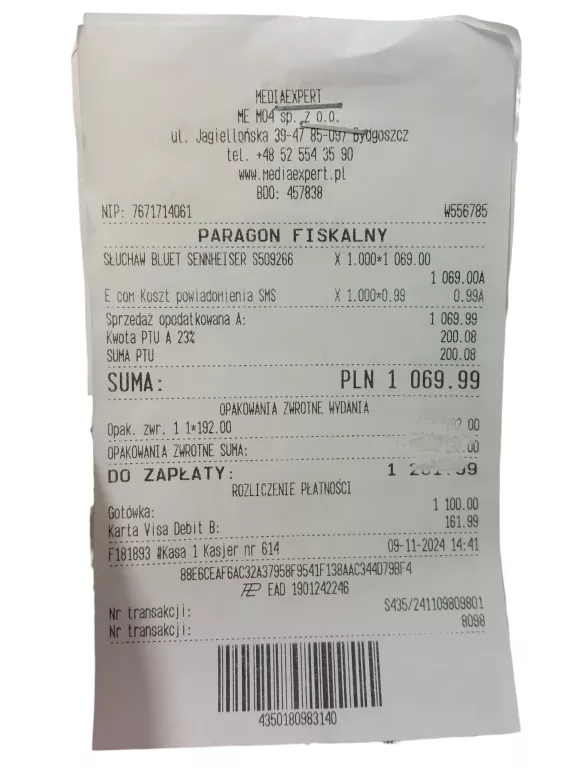 MEDIAEXPERT
ME M04 sp. z o.o.
ul. Jagiellońska 39-47 85-097 Bydgoszcz
tel. +48 52 554 35 90
www.mediaexpert.pl
BDO: 457838
NIP: 7671714061 W556785
PARAGON FISKALNY
SŁUCHAW BLUET SENNHEISER S509266 X 1.000*1 069.00
1 069.00A
E com Koszt powiadomienia SMS X 1.000*0.99 0.99A
Sprzedaż opodatkowana A: 1 069.99
Kwota PTU A 23% 200.08
SUMA PTU 200.08
SUMA: PLN 1 069.99
OPAKOWANIA ZWROTNE WYDANIA
Opak. zwr. 1 1*192.00
OPAKOWANIA ZWROTNE SUMA:
DO ZAPŁATY: 1 261.99
ROZLICZENIE PŁATNOŚCI
Gotówka: 1 100.00
Karta Visa Debit B: 161.99
F181893 #Kasa 1 Kasjer nr 614 09-11-2024 14:41
88E6CEAF6AC32A37958F9541F138AAC344D79BF4
EAD 1901242246
Nr transakcji: S435/241109809801
Nr transakcji: 8098
4350180983140